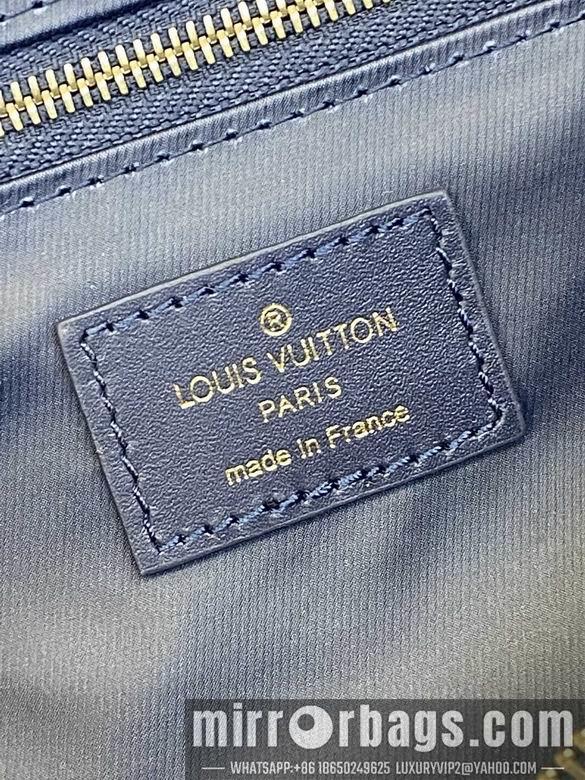 ®
LOUIS VUITTON
PARIS
made in France
mirrorbags.com
WHATSAPP:+86 18650249625 LUXURYVIP2@YAHOO.COM